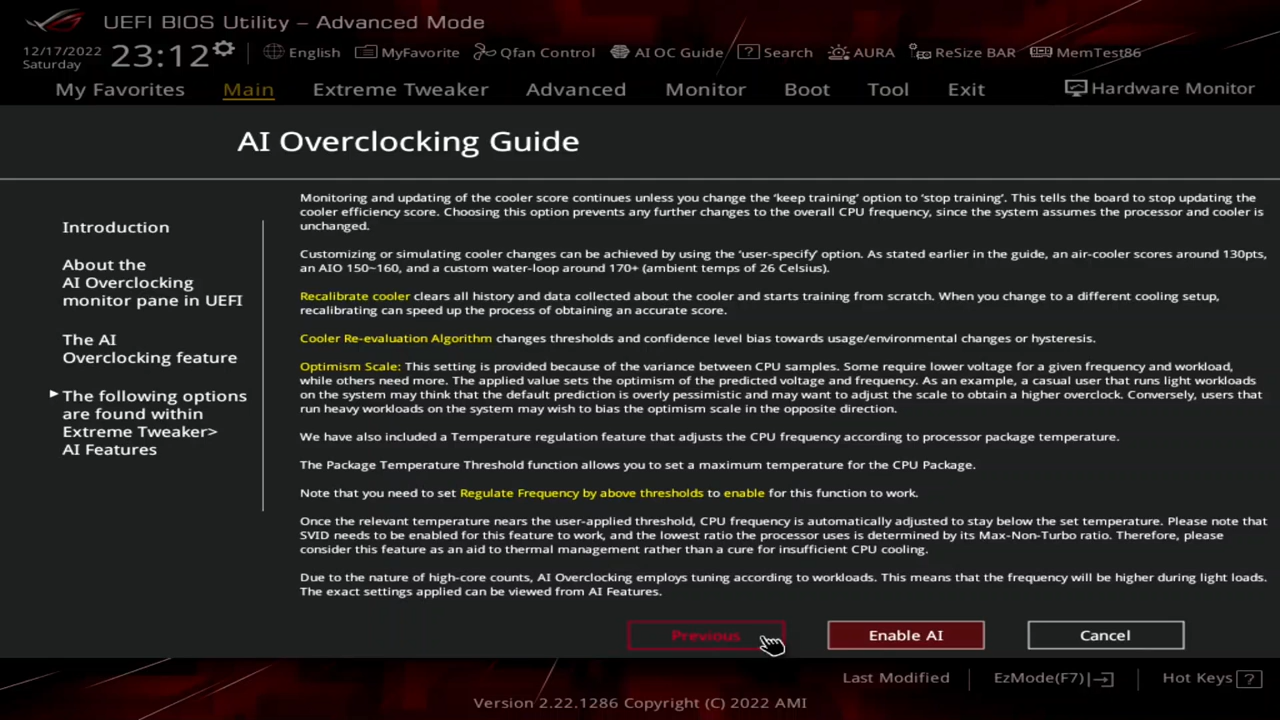 UEFI BIOS Utility – Advanced Mode
12/17/2022
Saturday
23:12
English
MyFavorite
Qfan Control
AI OC Guide
? Search
AURA
ReSize BAR
MemTest86
My Favorites
Main
Extreme Tweaker
Advanced
Monitor
Boot
Tool
Exit
Hardware Monitor
AI Overclocking Guide
Introduction
About the
AI Overclocking
monitor pane in UEFI
The AI
Overclocking feature
The following options
are found within
Extreme Tweaker>
AI Features
Monitoring and updating of the cooler score continues unless you change the 'keep training' option to 'stop training'. This tells the board to stop updating the
cooler efficiency score. Choosing this option prevents any further changes to the overall CPU frequency, since the system assumes the processor and cooler is
unchanged.
Customizing or simulating cooler changes can be achieved by using the 'user-specify' option. As stated earlier in the guide, an air-cooler scores around 130pts,
an AIO 150~160, and a custom water-loop around 170+ (ambient temps of 26 Celsius).
Recalibrate cooler clears all history and data collected about the cooler and starts training from scratch. When you change to a different cooling setup,
recalibrating can speed up the process of obtaining an accurate score.
Cooler Re-evaluation Algorithm changes thresholds and confidence level bias towards usage/environmental changes or hysteresis.
Optimism Scale: This setting is provided because of the variance between CPU samples. Some require lower voltage for a given frequency and workload,
while others need more. The applied value sets the optimism of the predicted voltage and frequency. As an example, a casual user that runs light workloads
on the system may think that the default prediction is overly pessimistic and may want to adjust the scale to obtain a higher overclock. Conversely, users that
run heavy workloads on the system may wish to bias the optimism scale in the opposite direction.
We have also included a Temperature regulation feature that adjusts the CPU frequency according to processor package temperature.
The Package Temperature Threshold function allows you to set a maximum temperature for the CPU Package.
Note that you need to set Regulate Frequency by above thresholds to enable for this function to work.
Once the relevant temperature nears the user-applied threshold, CPU frequency is automatically adjusted to stay below the set temperature. Please note that
SVID needs to be enabled for this feature to work, and the lowest ratio the processor uses is determined by its Max-Non-Turbo ratio. Therefore, please
consider this feature as an aid to thermal management rather than a cure for insufficient CPU cooling.
Due to the nature of high-core counts, AI Overclocking employs tuning according to workloads. This means that the frequency will be higher during light loads.
The exact settings applied can be viewed from AI Features.
Previous
Enable AI
Cancel
Last Modified
EzMode(F7)
Hot Keys ?
Version 2.22.1286 Copyright (C) 2022 AMI